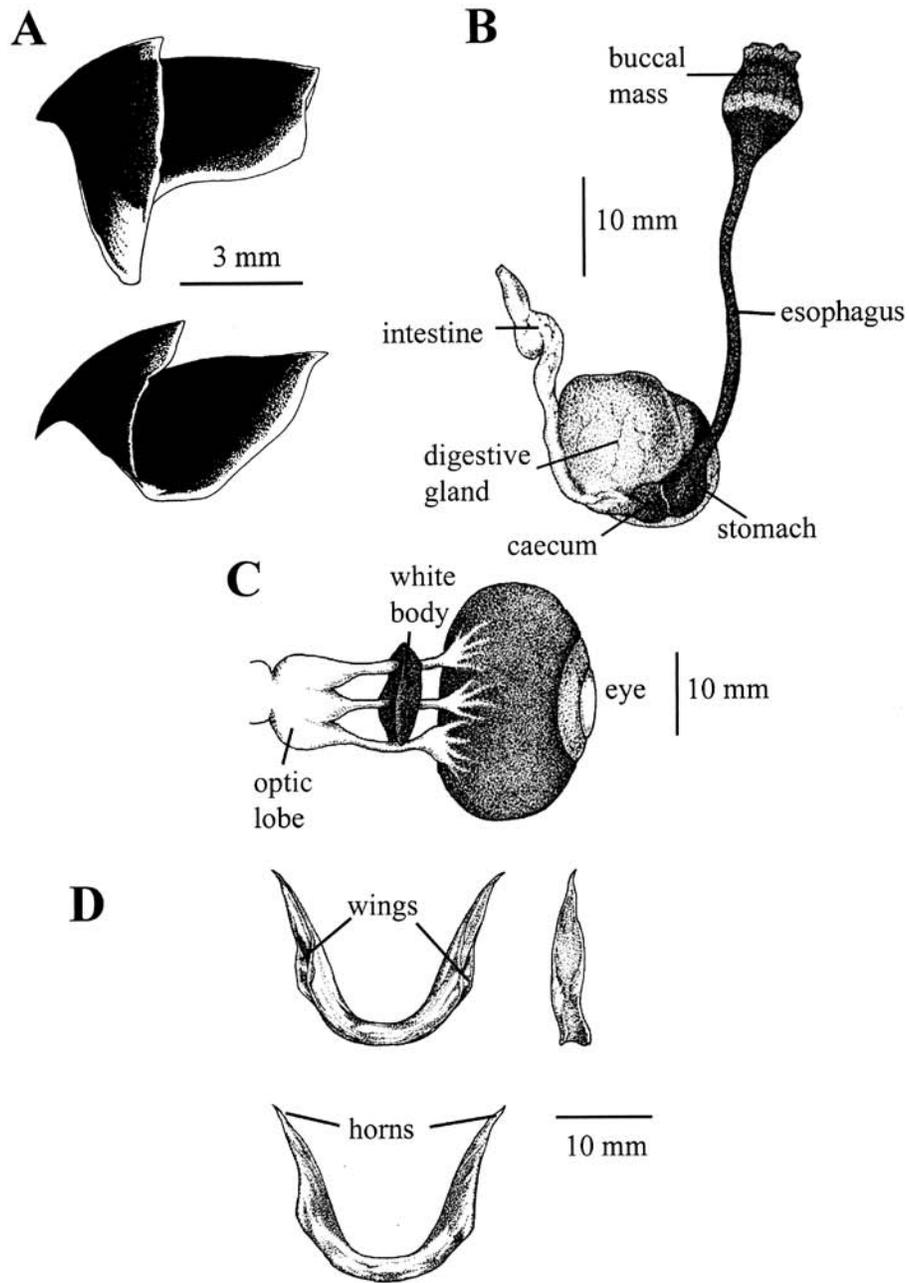 A
3 mm
B
buccal
mass
10 mm
esophagus
intestine
digestive
gland
stomach
caecum
C
white
body
eye
10 mm
optic
lobe
D
wings
horns
10 mm